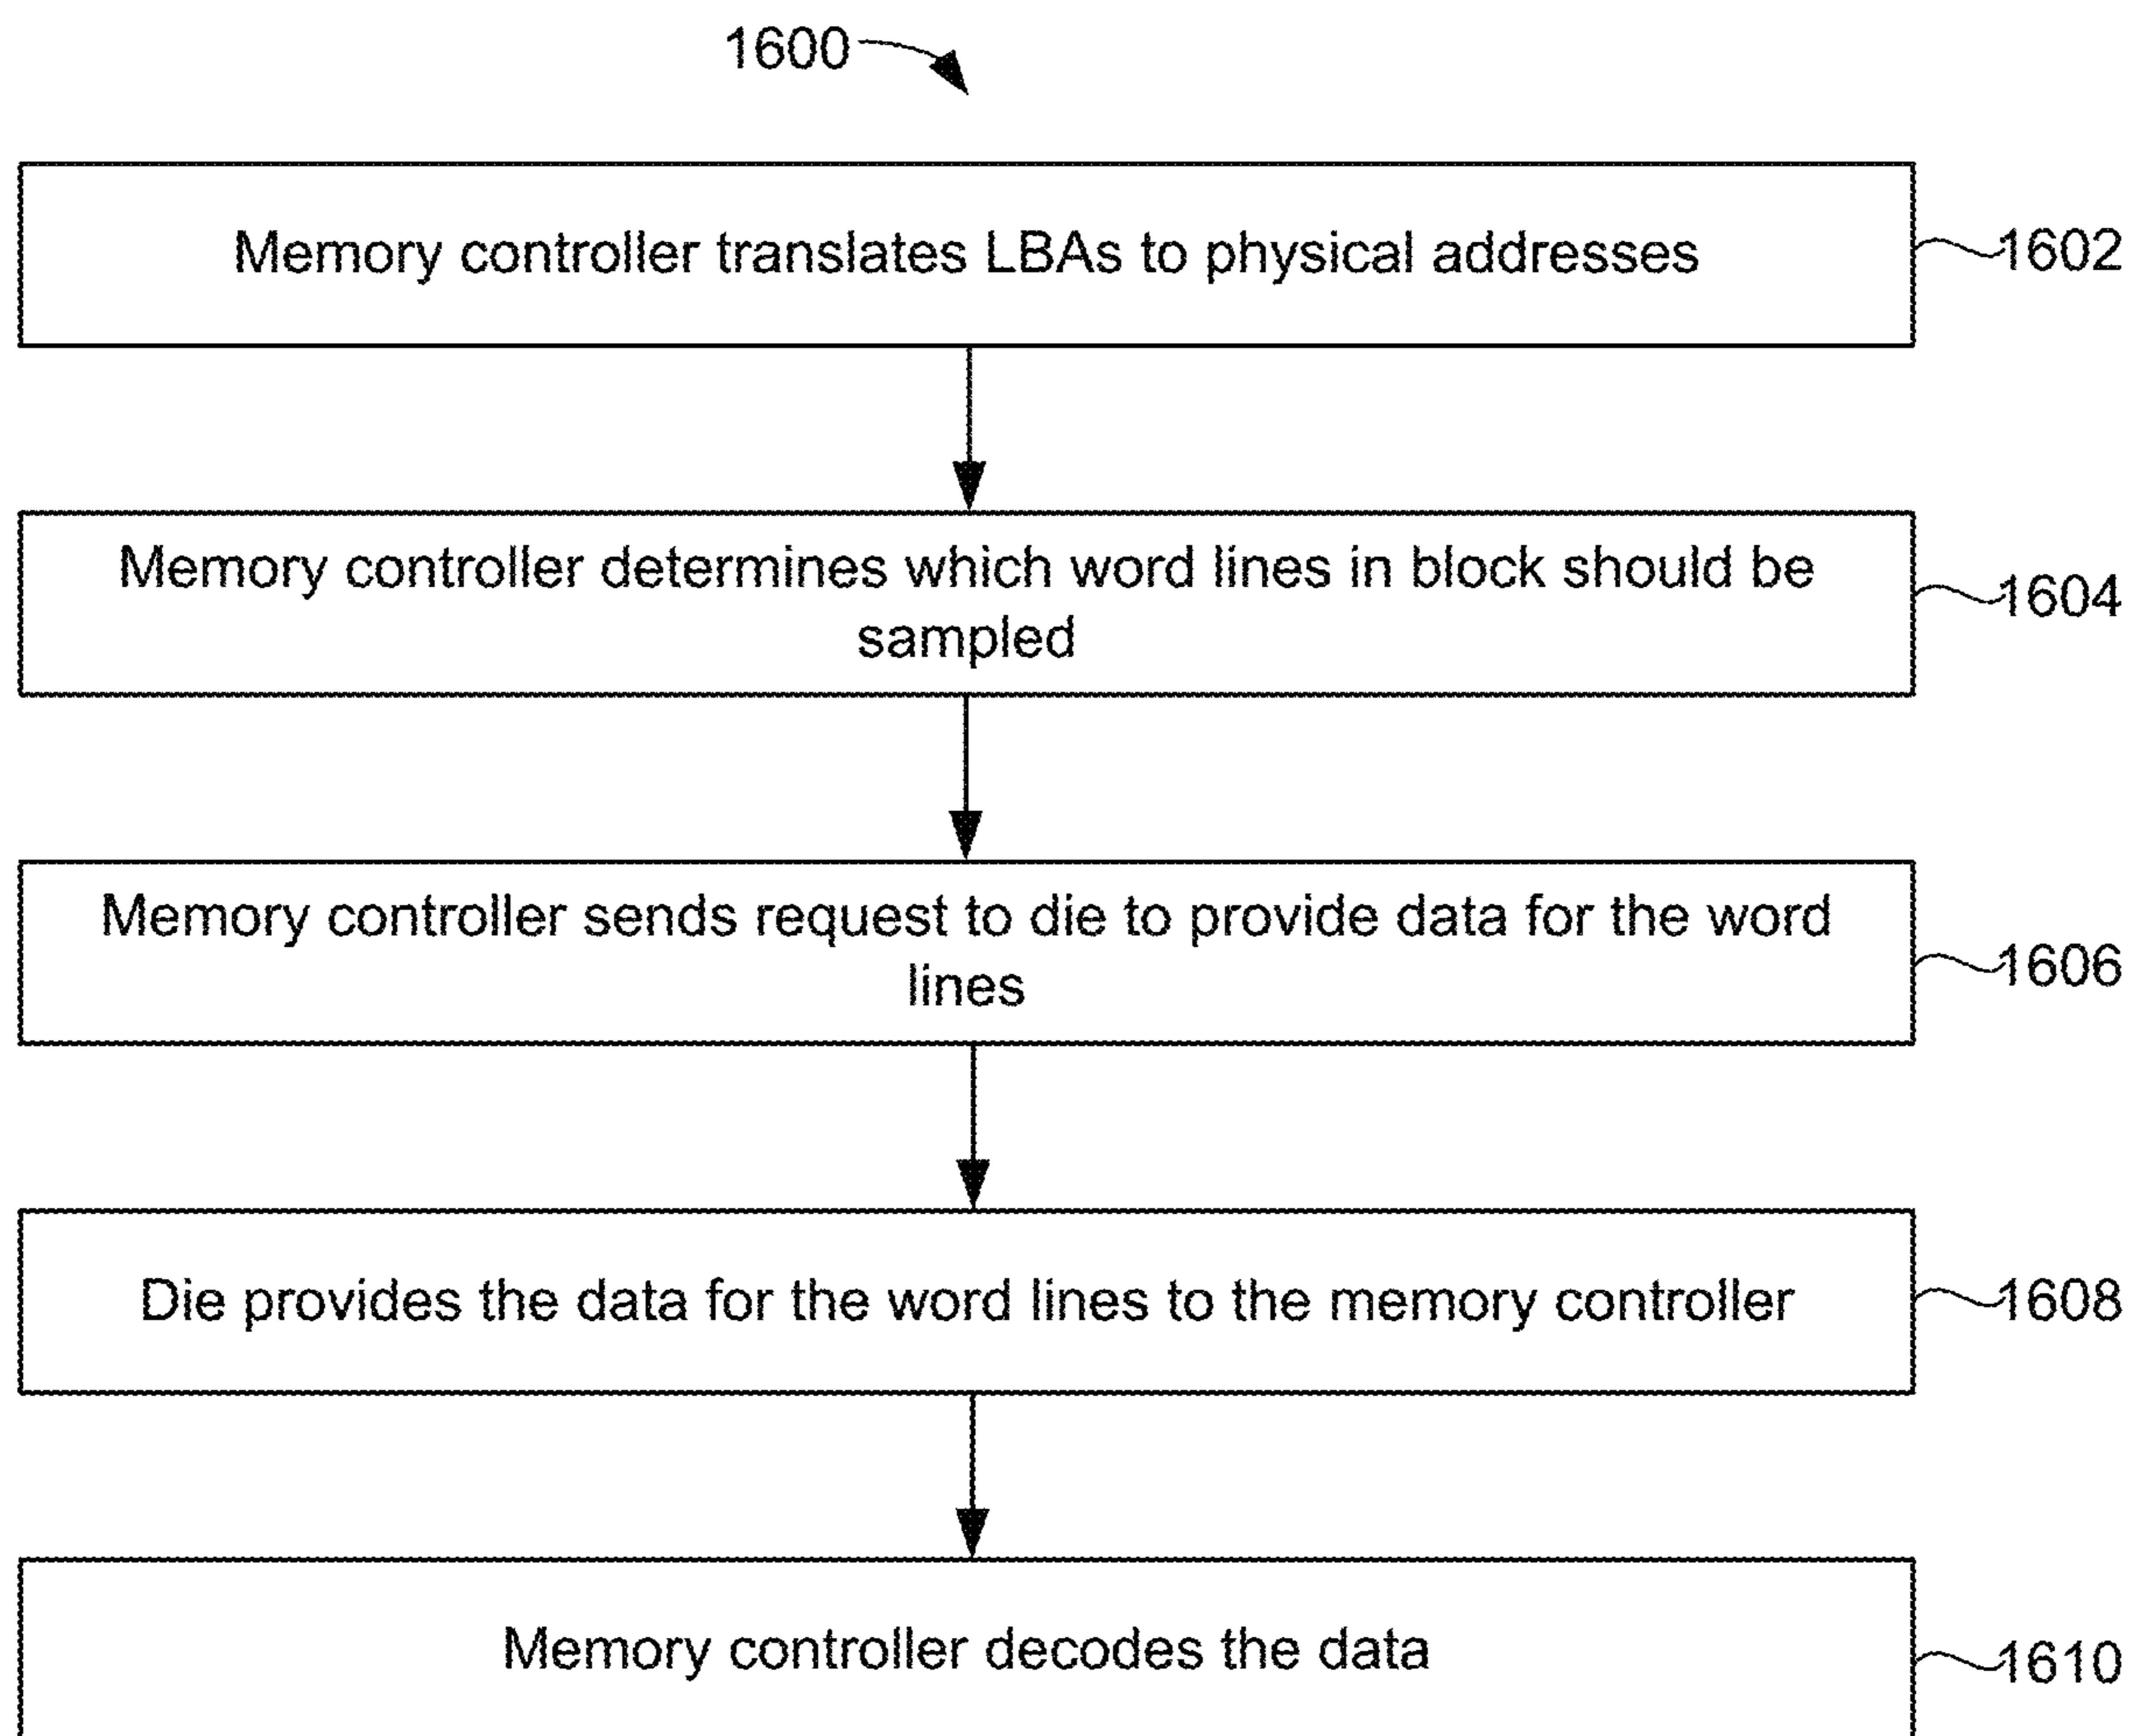 1600
Memory controller translates LBAs to physical addresses
1602
Memory controller determines which word lines in block should be
sampled
1604
Memory controller sends request to die to provide data for the word
lines
1606
Die provides the data for the word lines to the memory controller
1608
Memory controller decodes the data
1610